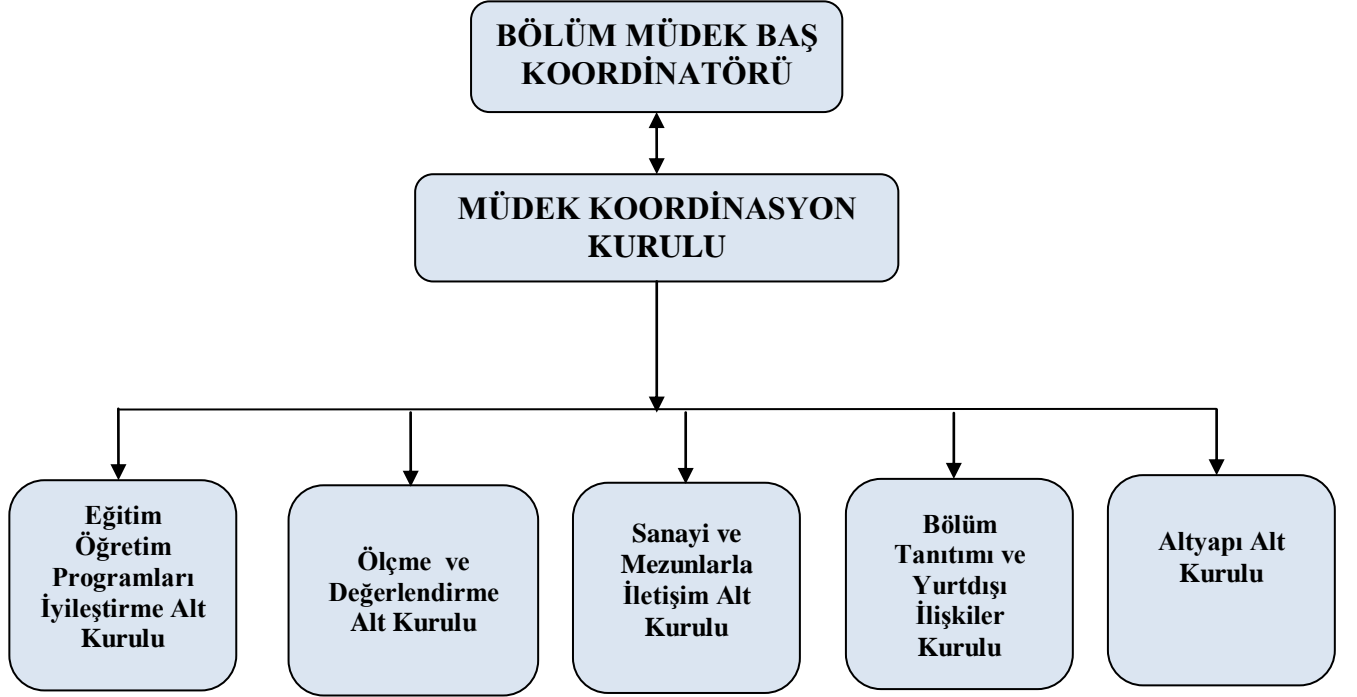 BÖLÜM MÜDEK BAŞ
KOORDİNATÖRÜ
MÜDEK KOORDİNASYON
KURULU
Eğitim
Öğretim
Programları
İyileştirme Alt
Kurulu
Ölçme ve
Değerlendirme
Alt Kurulu
Sanayi ve
Mezunlarla
İletişim Alt
Kurulu
Bölüm
Tanıtımı ve
Yurtdışı
İlişkiler
Kurulu
Altyapı Alt
Kurulu